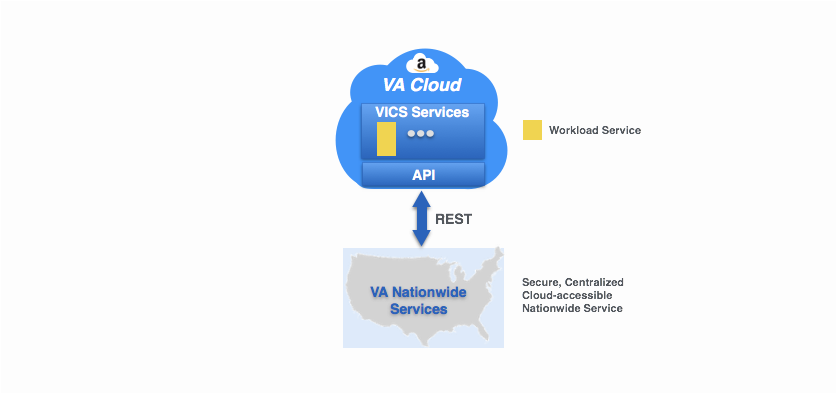 a
VA Cloud
VICS Services
API
Workload Service
REST
VA Nationwide
Services
Secure, Centralized
Cloud-accessible
Nationwide Service